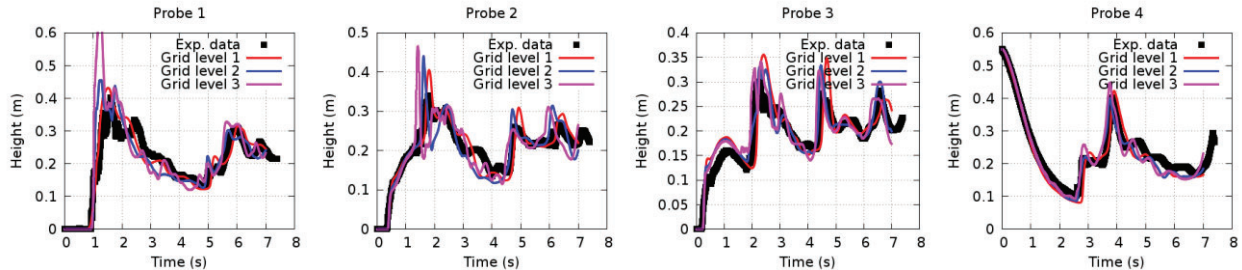 Probe 1
Height (m)
0.6
0.5
0.4
0.3
0.2
0.1
0
Exp. data
Grid level 1
Grid level 2
Grid level 3
0 1 2 3 4 5 6 7 8
Time (s)
Probe 2
Height (m)
0.5
0.4
0.3
0.2
0.1
0
Exp. data
Grid level 1
Grid level 2
Grid level 3
0 1 2 3 4 5 6 7 8
Time (s)
Probe 3
Height (m)
0.4
0.35
0.3
0.25
0.2
0.15
0.1
0.05
0
Exp. data
Grid level 1
Grid level 2
Grid level 3
0 1 2 3 4 5 6 7 8
Time (s)
Probe 4
Height (m)
0.6
0.5
0.4
0.3
0.2
0.1
0
Exp. data
Grid level 1
Grid level 2
Grid level 3
0 1 2 3 4 5 6 7 8
Time (s)